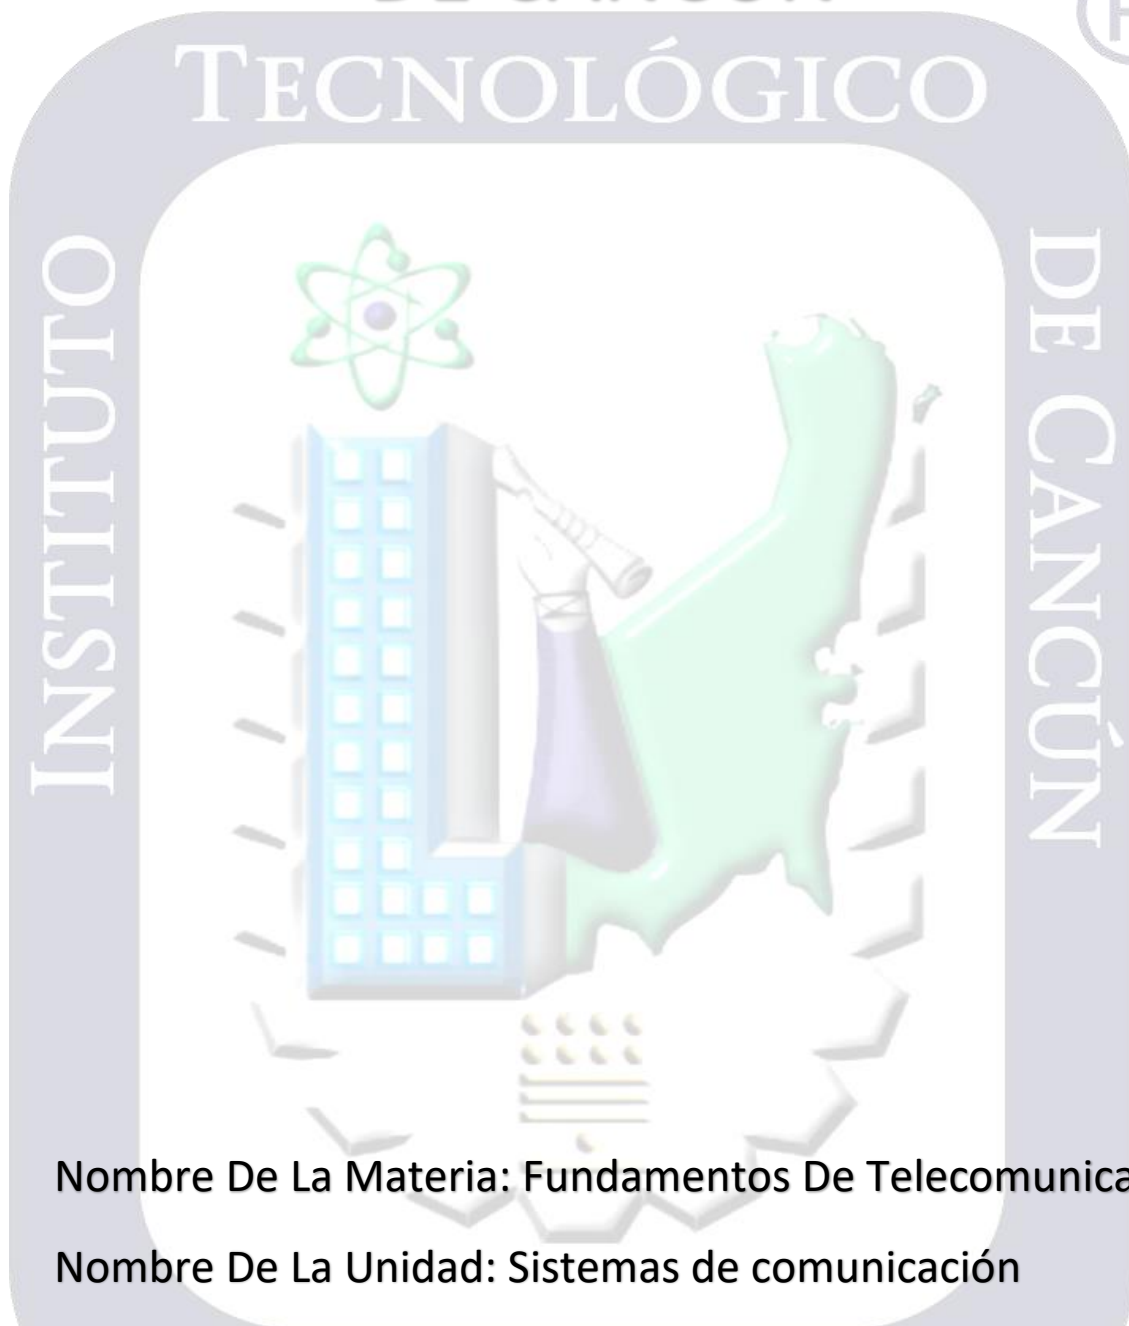 TECNOLÓGICO
INSTITUTO
DE CANCÚN
Nombre De La Materia: Fundamentos De Telecomunica
Nombre De La Unidad: Sistemas de comunicación